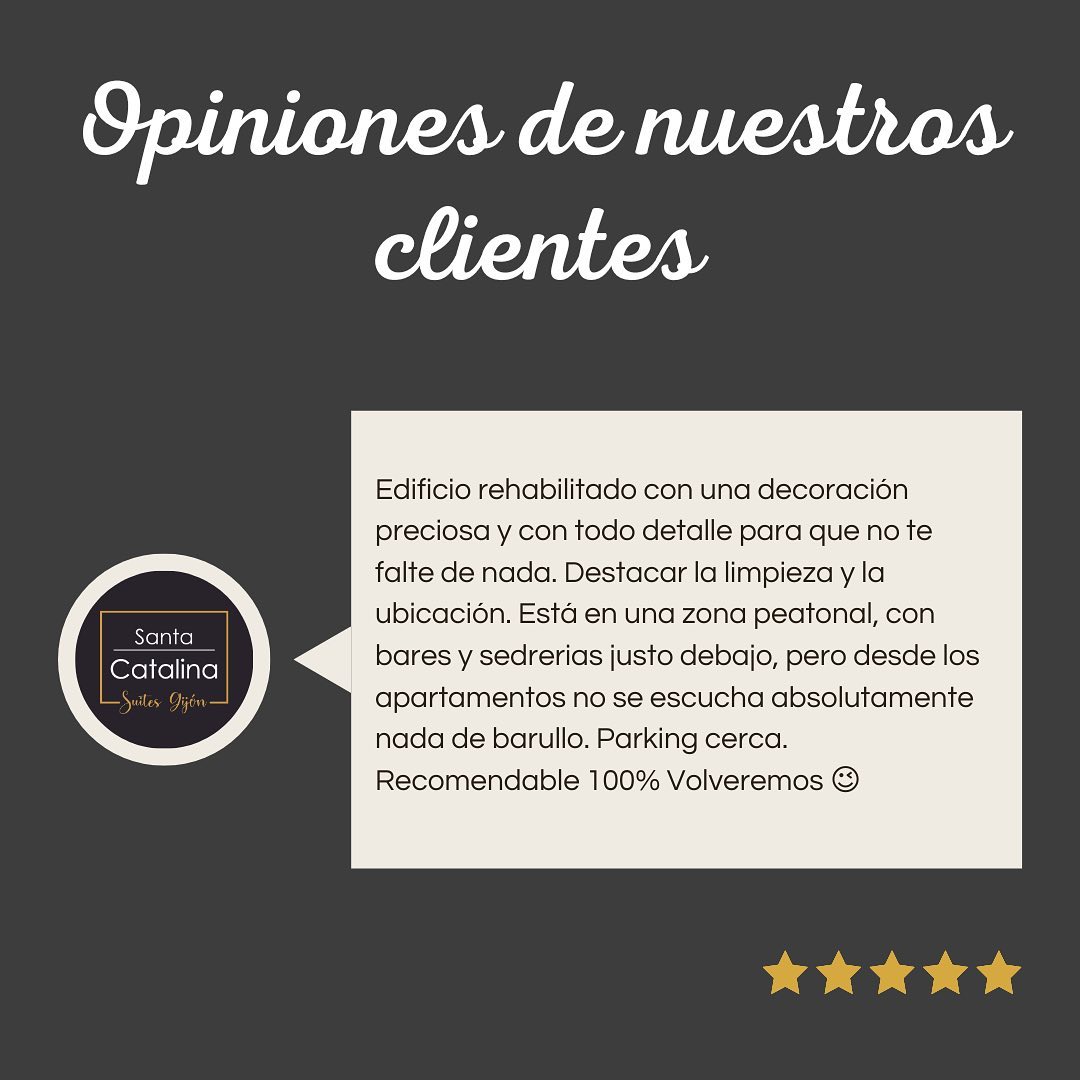 Opiniones de nuestros
clientes
Edificio rehabilitado con una decoración
preciosa y con todo detalle para que no te
falte de nada. Destacar la limpieza y la
ubicación. Está en una zona peatonal, con
bares y sedrerias justo debajo, pero desde los
apartamentos no se escucha absolutamente
nada de barullo. Parking cerca.
Recomendable 100% Volveremos 😉
Santa
Catalina
Suites Gijón